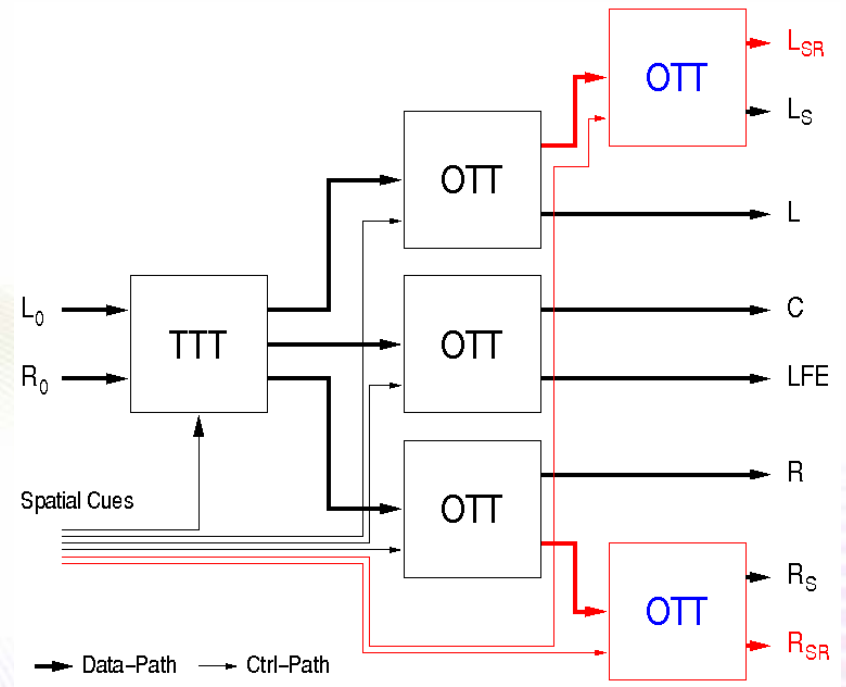 OTT
L_SR
L_S
OTT
L
L_0
R_0
TTT
OTT
C
LFE
OTT
R
Spatial Cues
OTT
R_S
R_SR
Data-Path
Ctrl-Path